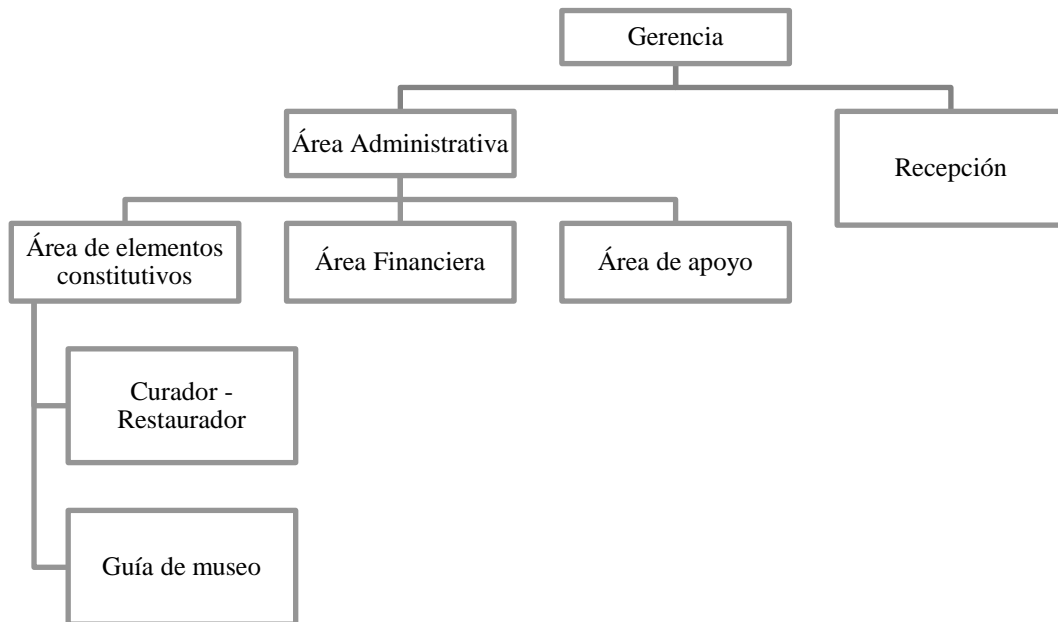 Gerencia
Área Administrativa
Recepción
Área de elementos
constitutivos
Área Financiera
Área de apoyo
Curador -
Restaurador
Guía de museo